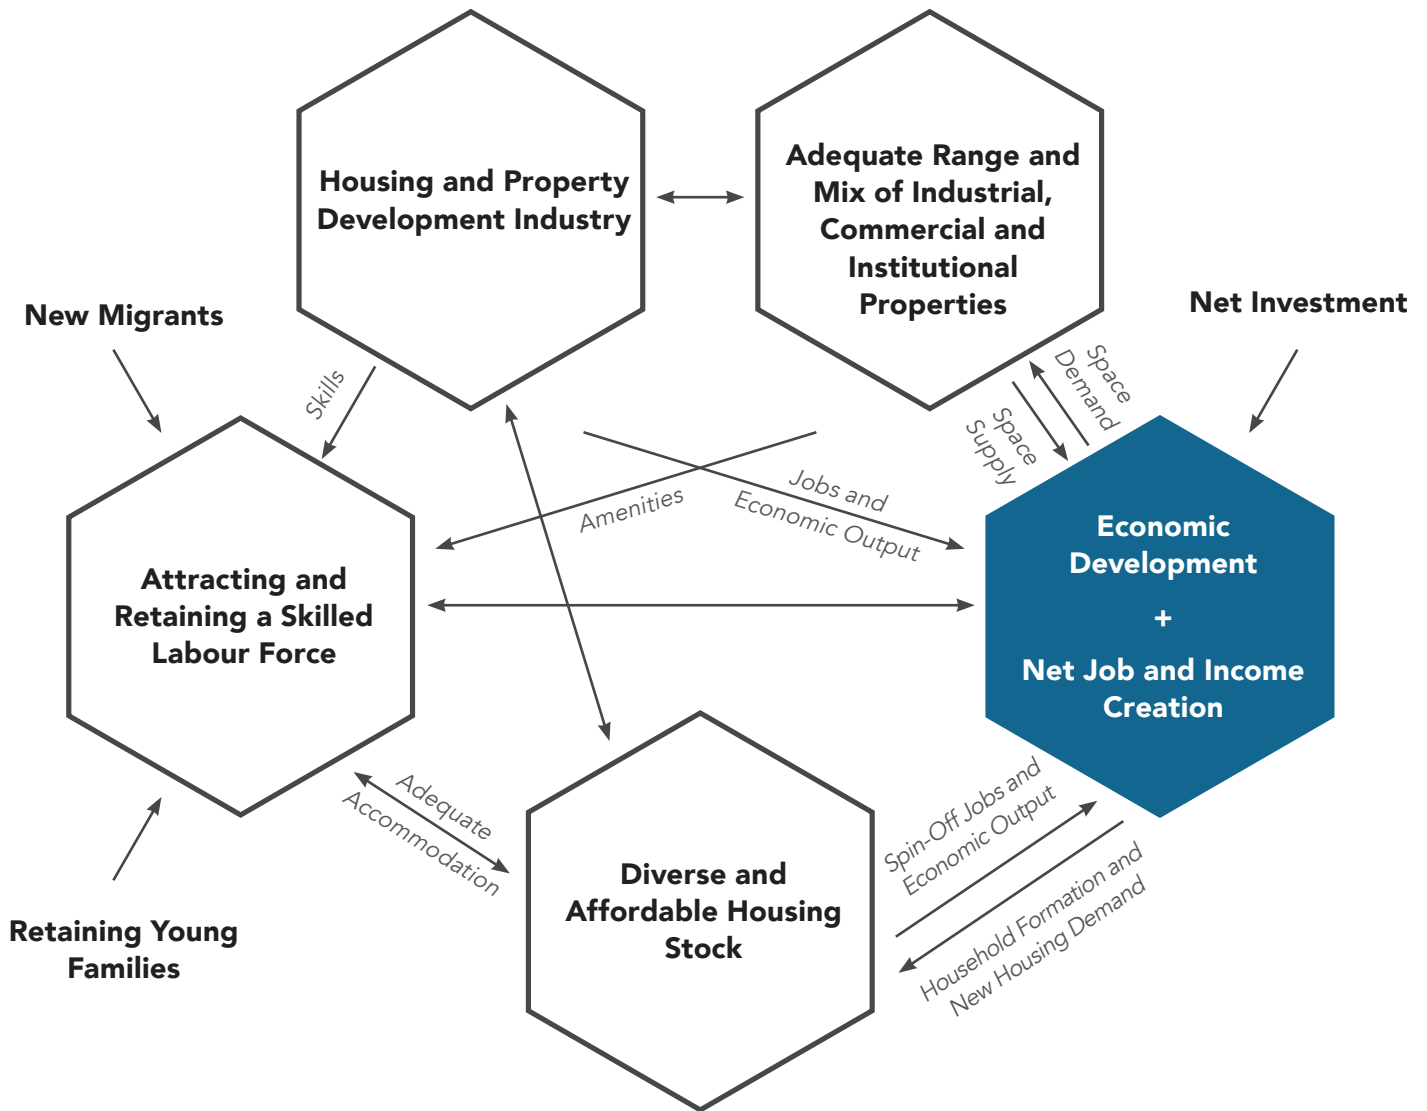 Housing and Property
Development Industry
Adequate Range and
Mix of Industrial,
Commercial and
Institutional
Properties
New Migrants
Net Investment
Skills
Space
Demand
Space
Supply
Amenities
Jobs and
Economic Output
Attracting and
Retaining a Skilled
Labour Force
Economic
Development
+
Net Job and Income
Creation
Adequate
Accommodation
Spin-Off Jobs and
Economic Output
Household Formation and
New Housing Demand
Diverse and
Affordable Housing
Stock
Retaining Young
Families